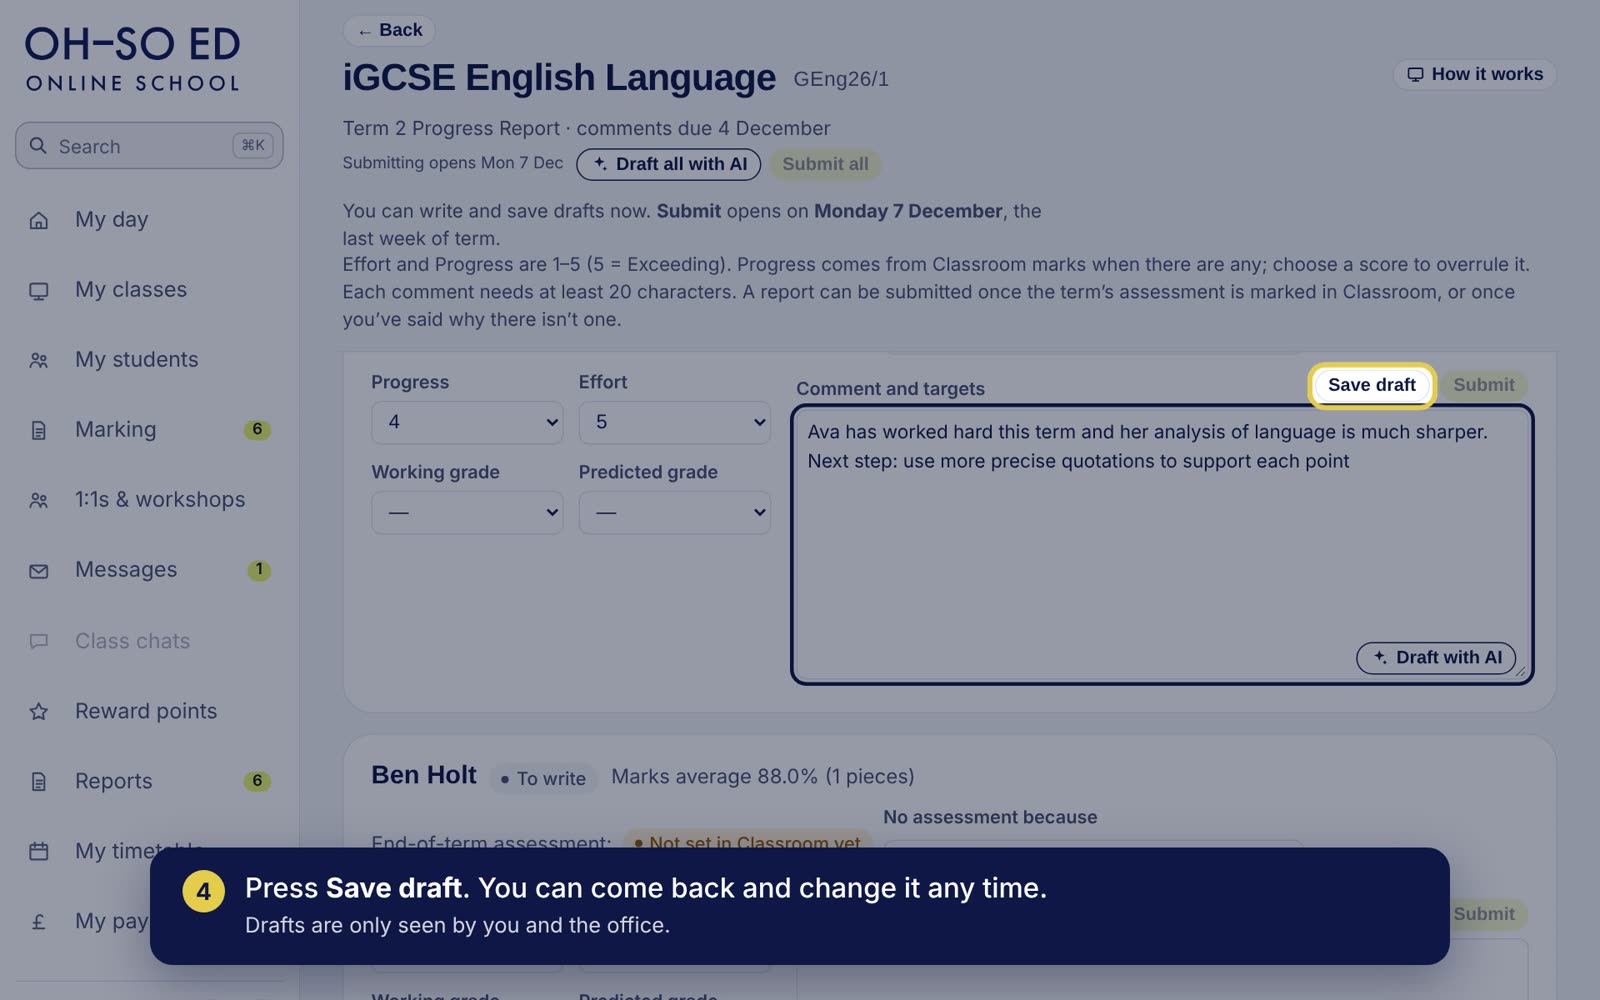 OH–SO ED
ONLINE SCHOOL
Search
⌘K
My day
My classes
My students
Marking
6
1:1s & workshops
Messages
1
Class chats
Reward points
Reports
6
My timetable
£ My pay
← Back
iGCSE English Language GEng26/1
How it works
Term 2 Progress Report · comments due 4 December
Submitting opens Mon 7 Dec
Draft all with AI
Submit all
You can write and save drafts now. Submit opens on Monday 7 December, the
last week of term.
Effort and Progress are 1–5 (5 = Exceeding). Progress comes from Classroom marks when there are any; choose a score to overrule it.
Each comment needs at least 20 characters. A report can be submitted once the term’s assessment is marked in Classroom, or once
you’ve said why there isn’t one.
Progress
Effort
4
5
Working grade
Predicted grade
—
—
Comment and targets
Save draft
Submit
Ava has worked hard this term and her analysis of language is much sharper.
Next step: use more precise quotations to support each point
Draft with AI
Ben Holt
• To write
Marks average 88.0% (1 pieces)
No assessment because
End-of-term assessment:
• Not set in Classroom yet
Submit
4
Press Save draft. You can come back and change it any time.
Drafts are only seen by you and the office.
Working grade
Predicted grade